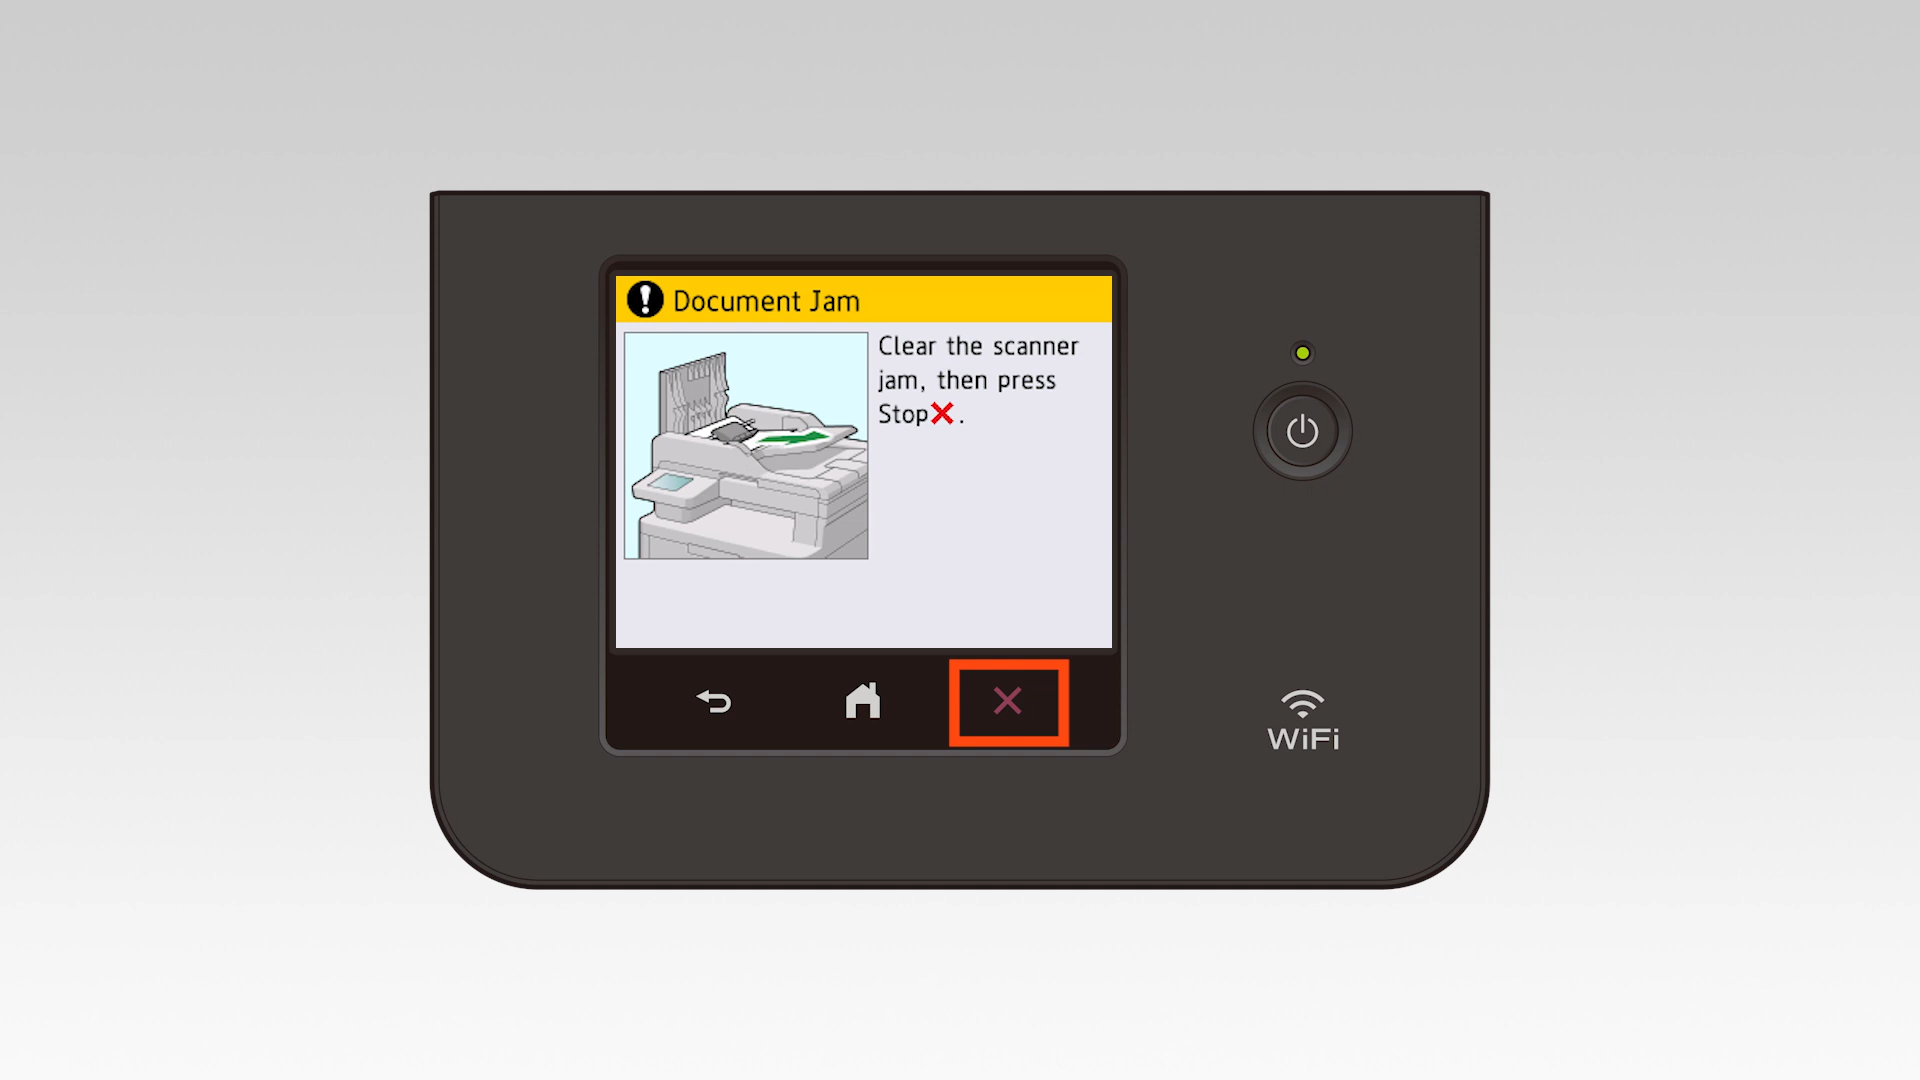 Document Jam
Clear the scanner
jam, then press
Stop❌.
WiFi